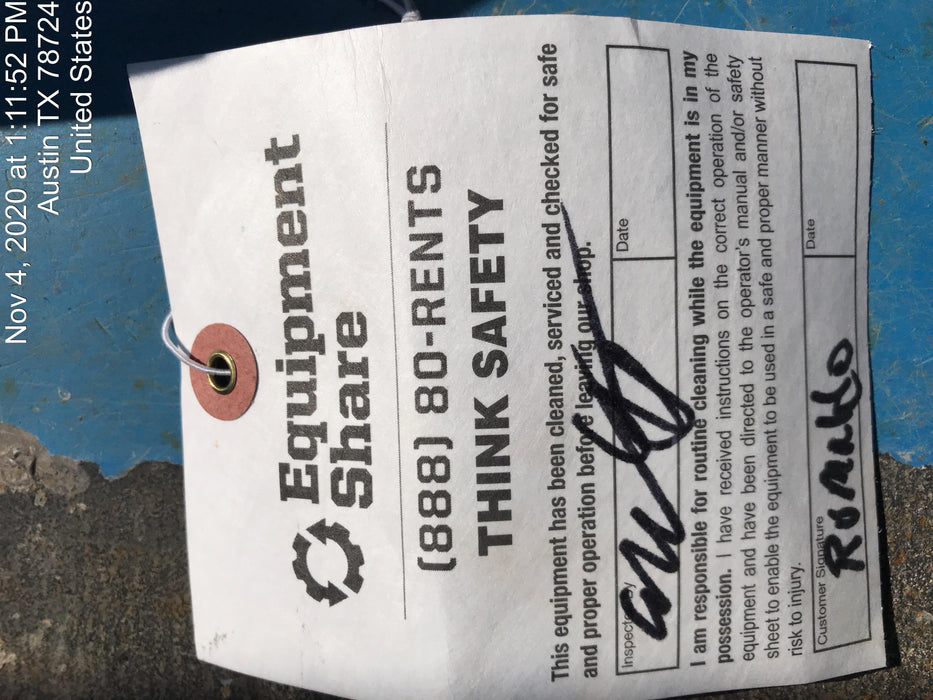 Nov 4, 2020 at 1:11:52 PM
Austin TX 78724
United States
Equipment
Share
(888) 80-RENTS
THINK SAFETY
This equipment has been cleaned, serviced and checked for safe
and proper operation before leaving our shop.
Inspected By
Date
I am responsible for routine cleaning while the equipment is in my
possession. I have received instructions on the correct operation of the
equipment and have been directed to the operator's manual and/or safety
sheet to enable the equipment to be used in a safe and proper manner without
risk to injury.
Customer Signature
Date